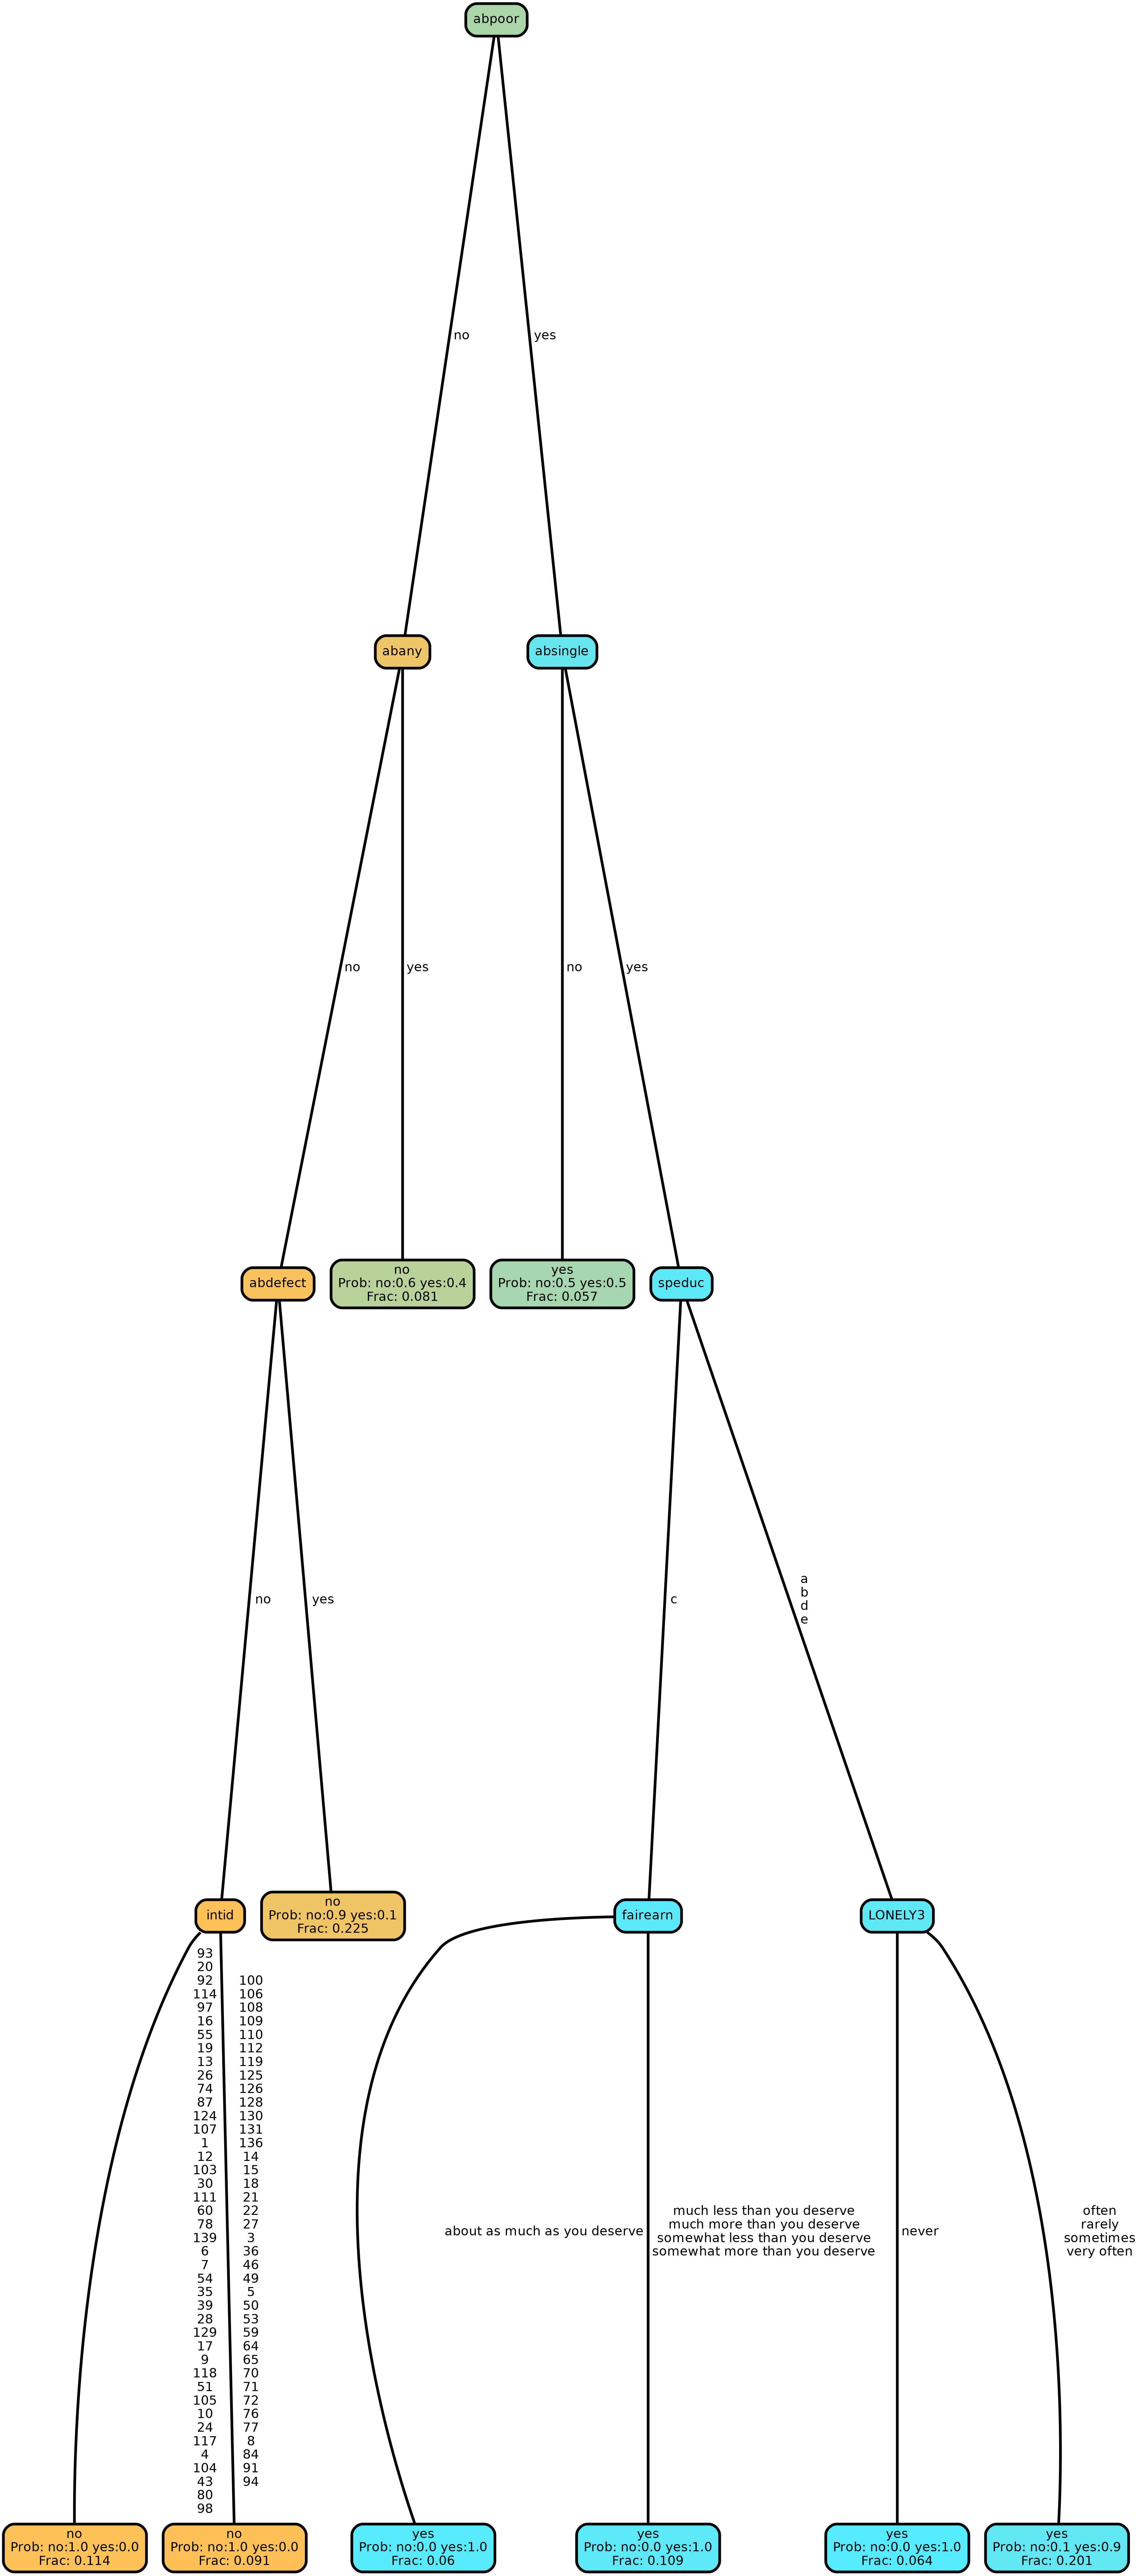 abpoor
no
yes
abany
absingle
no
yes
no
yes
abdefect
no
Prob: no:0.6 yes:0.4
Frac: 0.081
yes
Prob: no:0.5 yes:0.5
Frac: 0.057
speduc
no
yes
c
a
b
d
e
intid
no
Prob: no:0.9 yes:0.1
Frac: 0.225
fairearn
LONELY3
93
20
92
114
97
16
55
19
13
26
74
87
124
107
1
12
103
30
111
60
78
139
6
7
54
35
39
28
129
17
9
118
51
105
10
24
117
4
104
43
80
98
100
106
108
109
110
112
119
125
126
128
130
131
136
14
15
18
21
22
27
3
36
46
49
5
50
53
59
64
65
70
71
72
76
77
8
84
91
94
about as much as you deserve
much less than you deserve
much more than you deserve
somewhat less than you deserve
somewhat more than you deserve
never
often
rarely
sometimes
very often
no
Prob: no:1.0 yes:0.0
Frac: 0.114
no
Prob: no:1.0 yes:0.0
Frac: 0.091
yes
Prob: no:0.0 yes:1.0
Frac: 0.06
yes
Prob: no:0.0 yes:1.0
Frac: 0.109
yes
Prob: no:0.0 yes:1.0
Frac: 0.064
yes
Prob: no:0.1 yes:0.9
Frac: 0.201